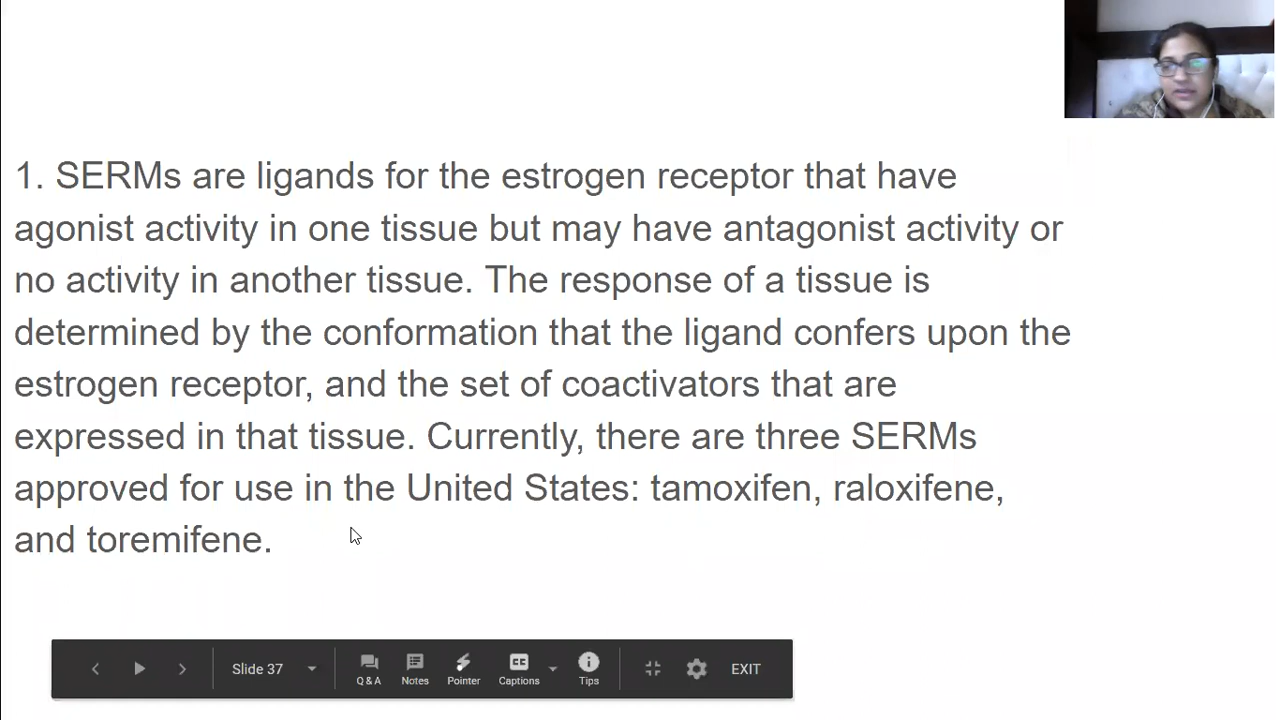 1. SERMs are ligands for the estrogen receptor that have
agonist activity in one tissue but may have antagonist activity or
no activity in another tissue. The response of a tissue is
determined by the conformation that the ligand confers upon the
estrogen receptor, and the set of coactivators that are
expressed in that tissue. Currently, there are three SERMs
approved for use in the United States: tamoxifen, raloxifene,
and toremifene.
Slide 37
Q & A Notes Pointer Captions Tips EXIT